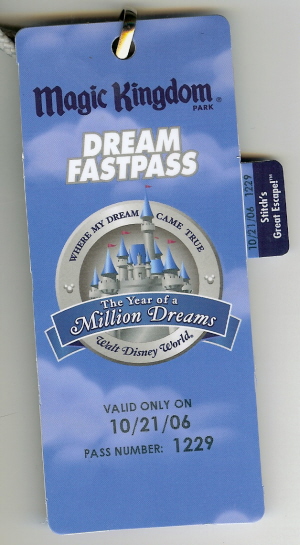 Magic Kingdom®
PARK
DREAM
FASTPASS
WHERE MY DREAM CAME TRUE
The Year of a
Million Dreams
Walt Disney World®
VALID ONLY ON
10/21/06
PASS NUMBER: 1229
10/21/06 1229
Stitch's
Great Escape!™